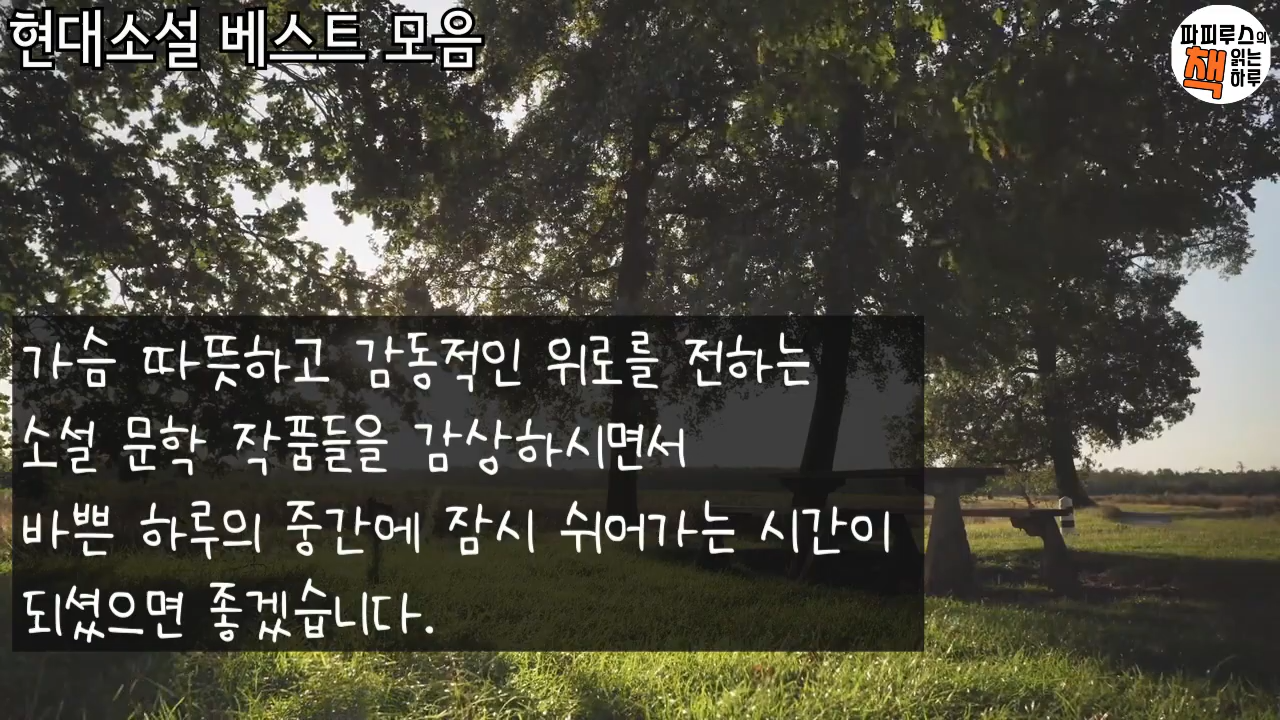 현대소설 베스트 모음
파피루스의
책 읽는
하루
가슴 따뜻하고 감동적인 위로를 전하는
소설 문학 작품들을 감상하시면서
바쁜 하루의 중간에 잠시 쉬어가는 시간이
되셨으면 좋겠습니다.